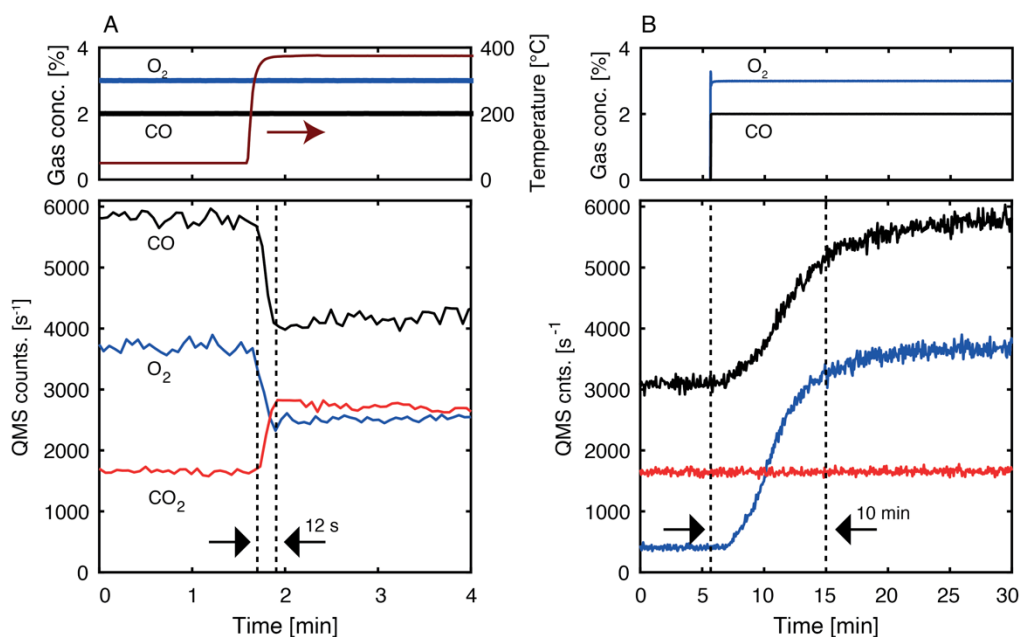 A
Gas conc. [%]
4
2
0
O2
CO
400
200
0
Temperature [°C]
QMS counts. [s-1]
6000
5000
4000
3000
2000
1000
0
CO
O2
CO2
12 s
0 1 2 3 4
Time [min]
B
Gas conc. [%]
4
2
0
O2
CO
QMS cnts. [s-1]
6000
5000
4000
3000
2000
1000
0
10 min
0 5 10 15 20 25 30
Time [min]